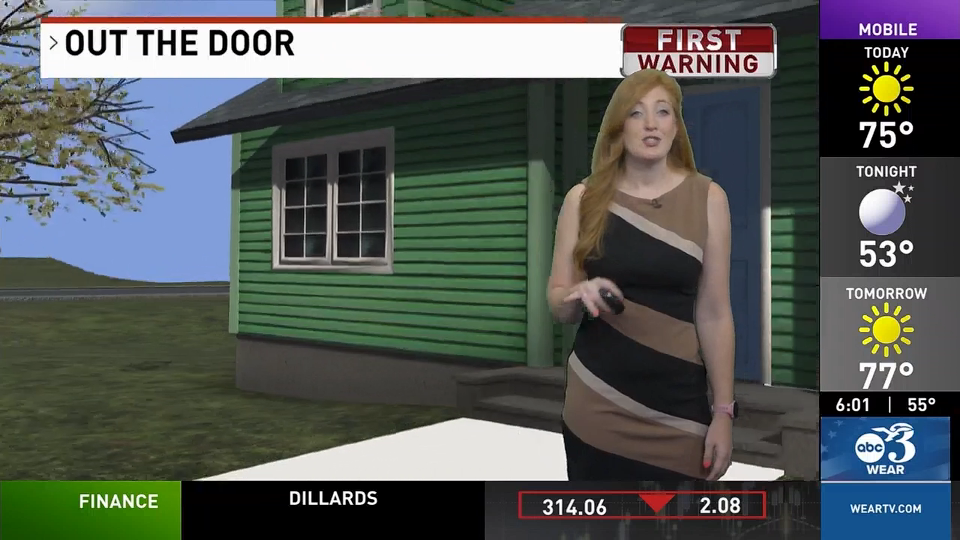 OUT THE DOOR
FIRST
WARNING
MOBILE
TODAY
75°
TONIGHT
53°
TOMORROW
77°
6:01 | 55°
abc 3
WEAR
WEARTV.COM
FINANCE
DILLARDS
314.06
2.08